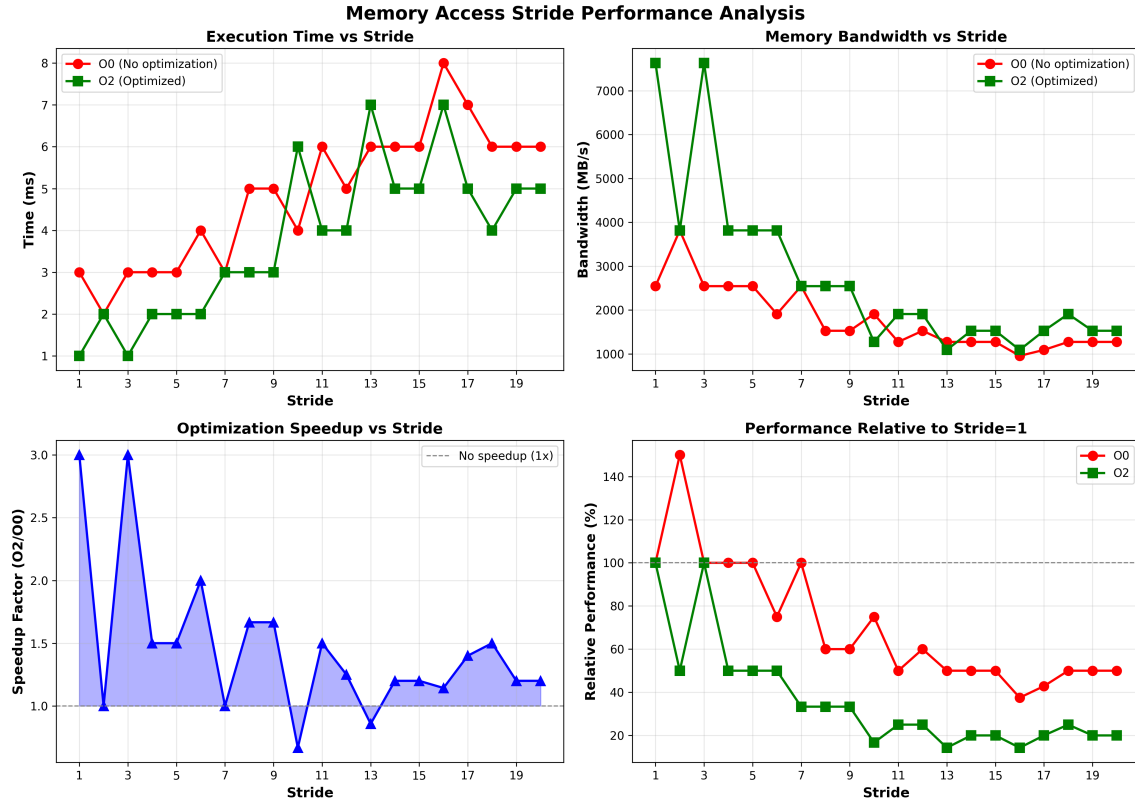 Memory Access Stride Performance Analysis
Execution Time vs Stride
O0 (No optimization)
O2 (Optimized)
8
7
6
5
4
3
2
1
Time (ms)
1 3 5 7 9 11 13 15 17 19
Stride
Memory Bandwidth vs Stride
O0 (No optimization)
O2 (Optimized)
7000
6000
5000
4000
3000
2000
1000
Bandwidth (MB/s)
1 3 5 7 9 11 13 15 17 19
Stride
Optimization Speedup vs Stride
No speedup (1x)
3.0
2.5
2.0
1.5
1.0
Speedup Factor (O2/O0)
1 3 5 7 9 11 13 15 17 19
Stride
Performance Relative to Stride=1
O0
O2
140
120
100
80
60
40
20
Relative Performance (%)
1 3 5 7 9 11 13 15 17 19
Stride